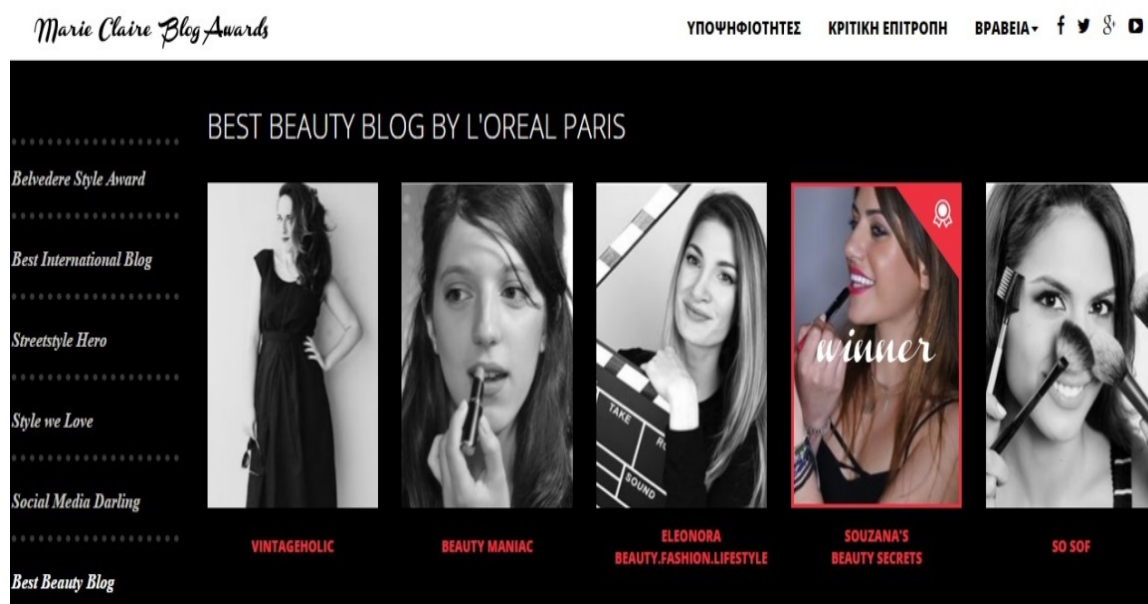 Marie Claire Blog Awards
ΥΠΟΨΗΦΙΟΤΗΤΕΣ ΚΡΙΤΙΚΗ ΕΠΙΤΡΟΠΗ ΒΡΑΒΕΙΑ
BEST BEAUTY BLOG BY L'OREAL PARIS
Belvedere Style Award
Best International Blog
Streetstyle Hero
Style we Love
Social Media Darling
Best Beauty Blog
TAKE
SOUND
winner
VINTAGEHOLIC
BEAUTY MANIAC
ELEONORA
BEAUTY.FASHION.LIFESTYLE
SOUZANA'S
BEAUTY SECRETS
SO SOF